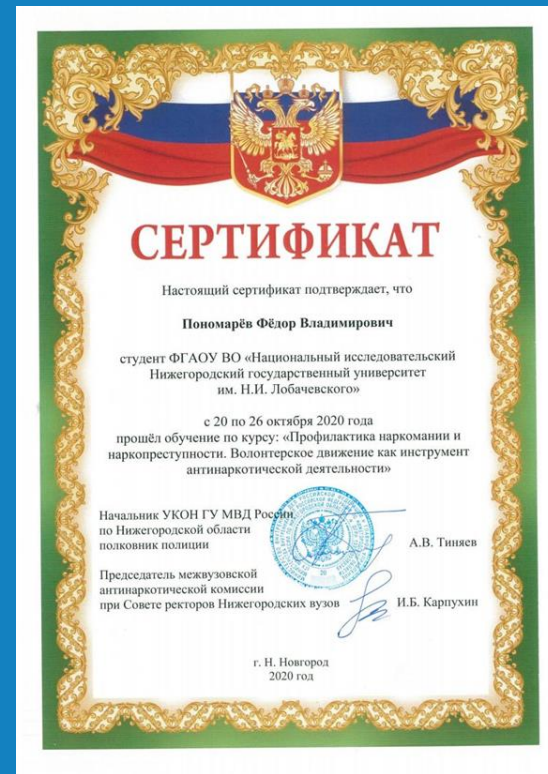 СЕРТИФИКАТ
Настоящий сертификат подтверждает, что
Пономарёв Фёдор Владимирович
студент ФГАОУ ВО «Национальный исследовательский
Нижегородский государственный университет
им. Н.И. Лобачевского»
с 20 по 26 октября 2020 года
прошёл обучение по курсу: «Профилактика наркомании и
наркопреступности. Волонтерское движение как инструмент
антинаркотической деятельности»
Начальник УКОН ГУ МВД России
по Нижегородской области
полковник полиции
А.В. Тиняев
Председатель межвузовской
антинаркотической комиссии
при Совете ректоров Нижегородских вузов
И.Б. Карпухин
г. Н. Новгород
2020 год